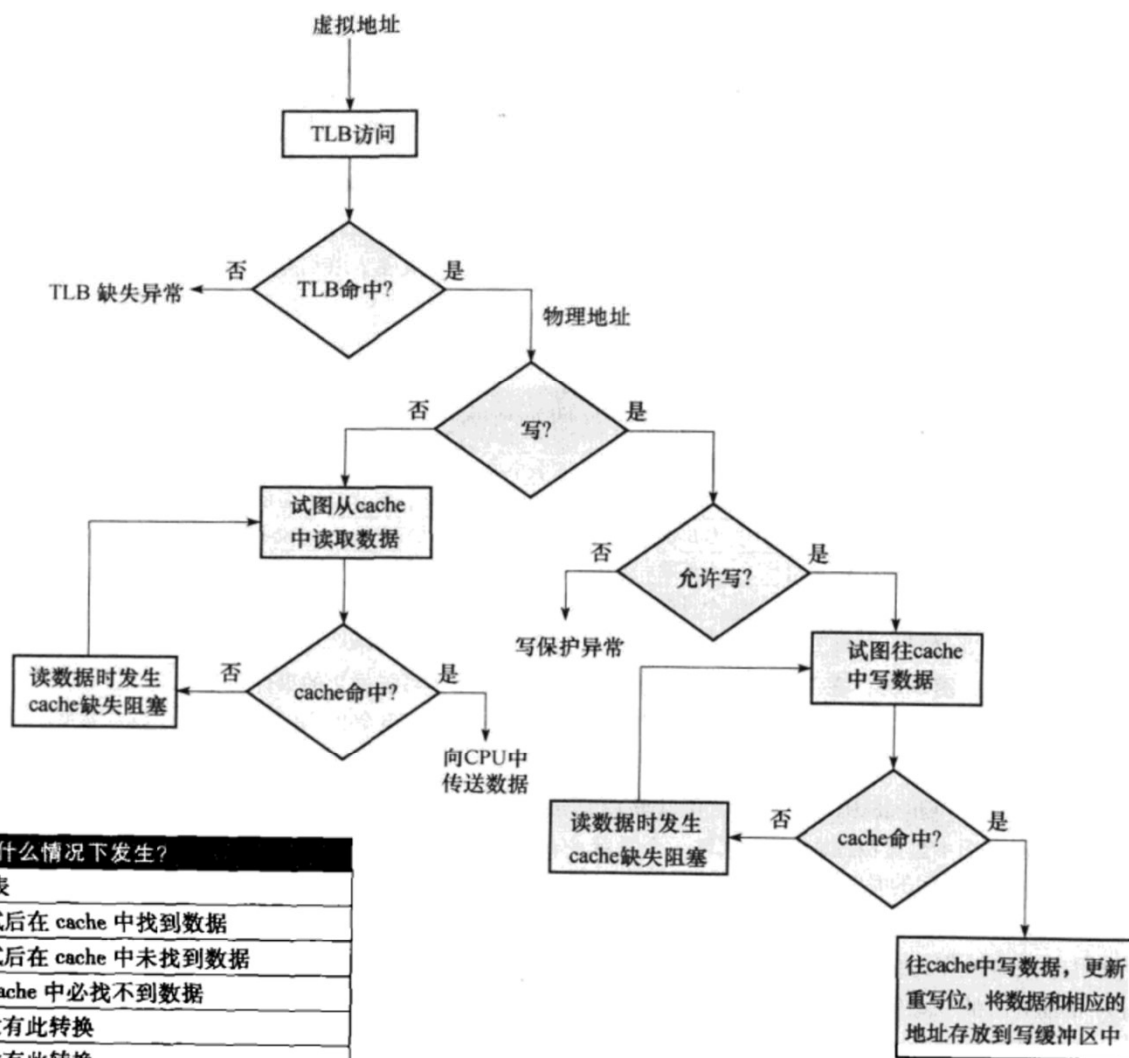 虚拟地址
TLB访问
否
是
TLB命中?
TLB 缺失异常
物理地址
否
是
写?
试图从cache
中读取数据
否
是
允许写?
写保护异常
试图往cache
中写数据
读数据时发生
cache缺失阻塞
否
是
cache命中?
向CPU中
传送数据
读数据时发生
cache缺失阻塞
否
是
cache命中?
往cache中写数据，更新
重写位，将数据和相应的
地址存放到写缓冲区中
什么情况下发生?
后在 cache 中找到数据
后在 cache 中未找到数据
cache 中必找不到数据
有此转换